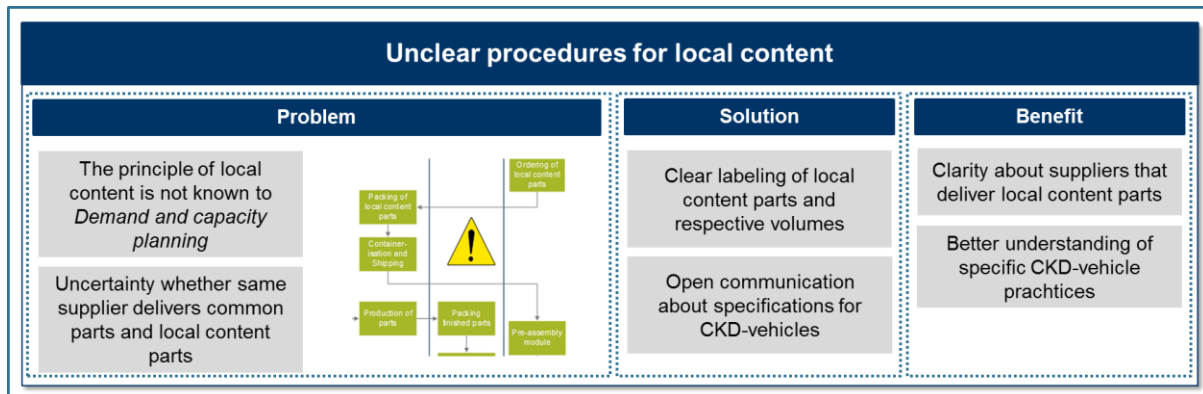 Unclear procedures for local content
Problem
The principle of local
content is not known to
Demand and capacity
planning
Uncertainty whether same
supplier delivers common
parts and local content
parts
Ordering of
local content
parts
Packing of
local content
parts
Container-
isation and
Shipping
Production of
parts
Packing
finished parts
Pre-assembly
module
Solution
Clear labeling of local
content parts and
respective volumes
Open communication
about specifications for
CKD-vehicles
Benefit
Clarity about suppliers that
deliver local content parts
Better understanding of
specific CKD-vehicle
prachtices